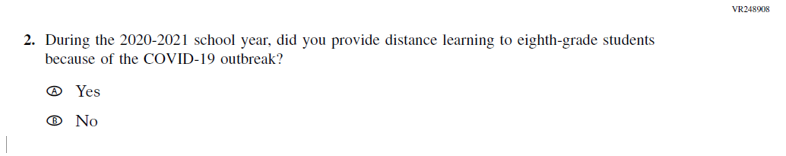 VR248908
2. During the 2020-2021 school year, did you provide distance learning to eighth-grade students
because of the COVID-19 outbreak?
Ⓐ Yes
Ⓑ No